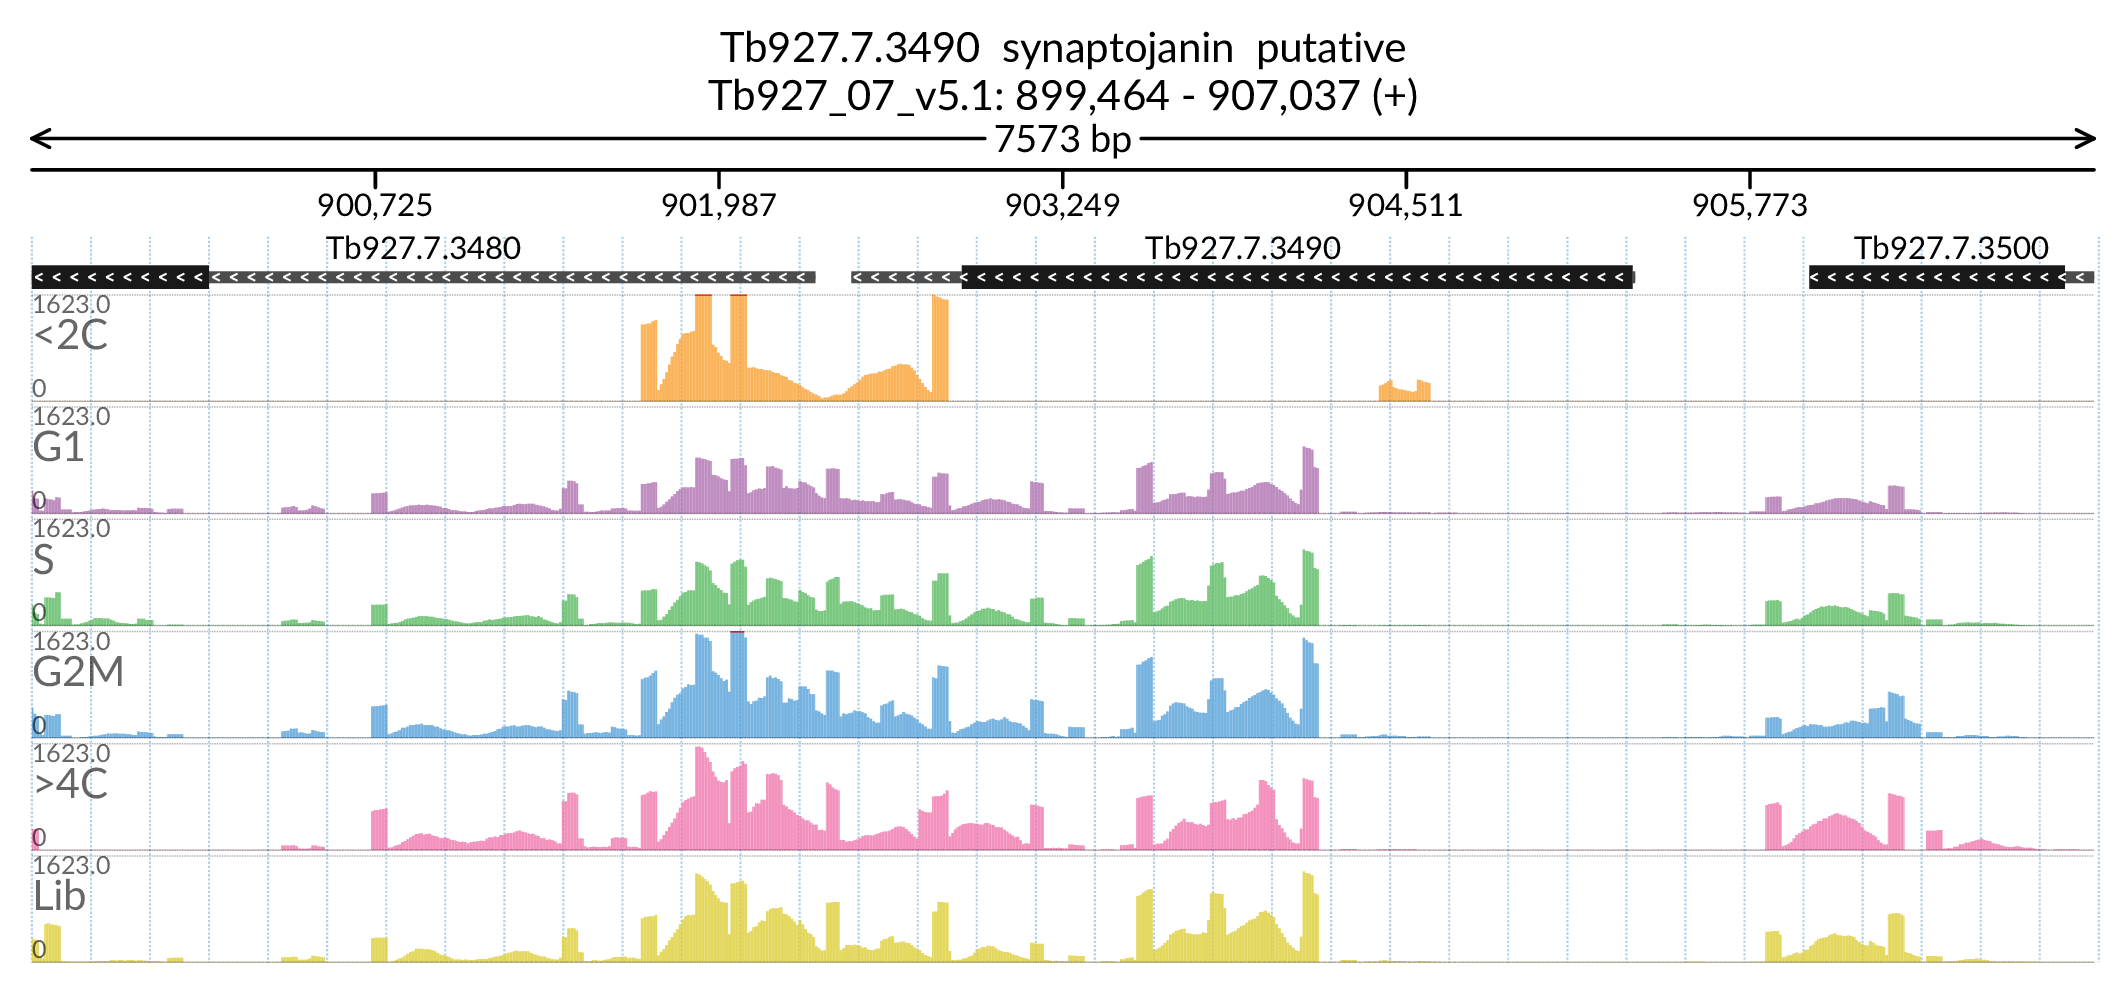 Tb927.7.3490 synaptojanin putative
Tb927_07_v5.1: 899,464 - 907,037 (+)
7573 bp
900,725 901,987 903,249 904,511 905,773
Tb927.7.3480 Tb927.7.3490 Tb927.7.3500
1623.0
<2C
0
1623.0
G1
0
1623.0
S
0
1623.0
G2M
0
1623.0
>4C
0
1623.0
Lib
0